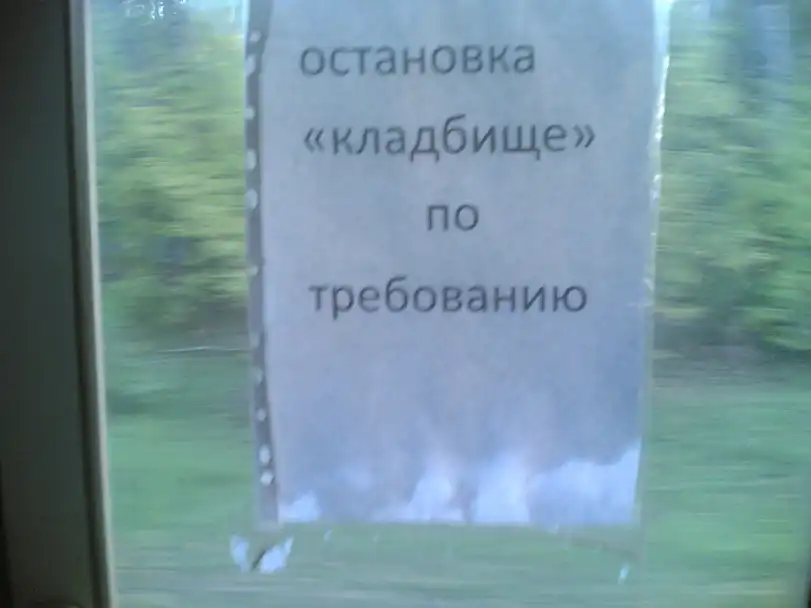 остановка
«кладбище»
по
требованию